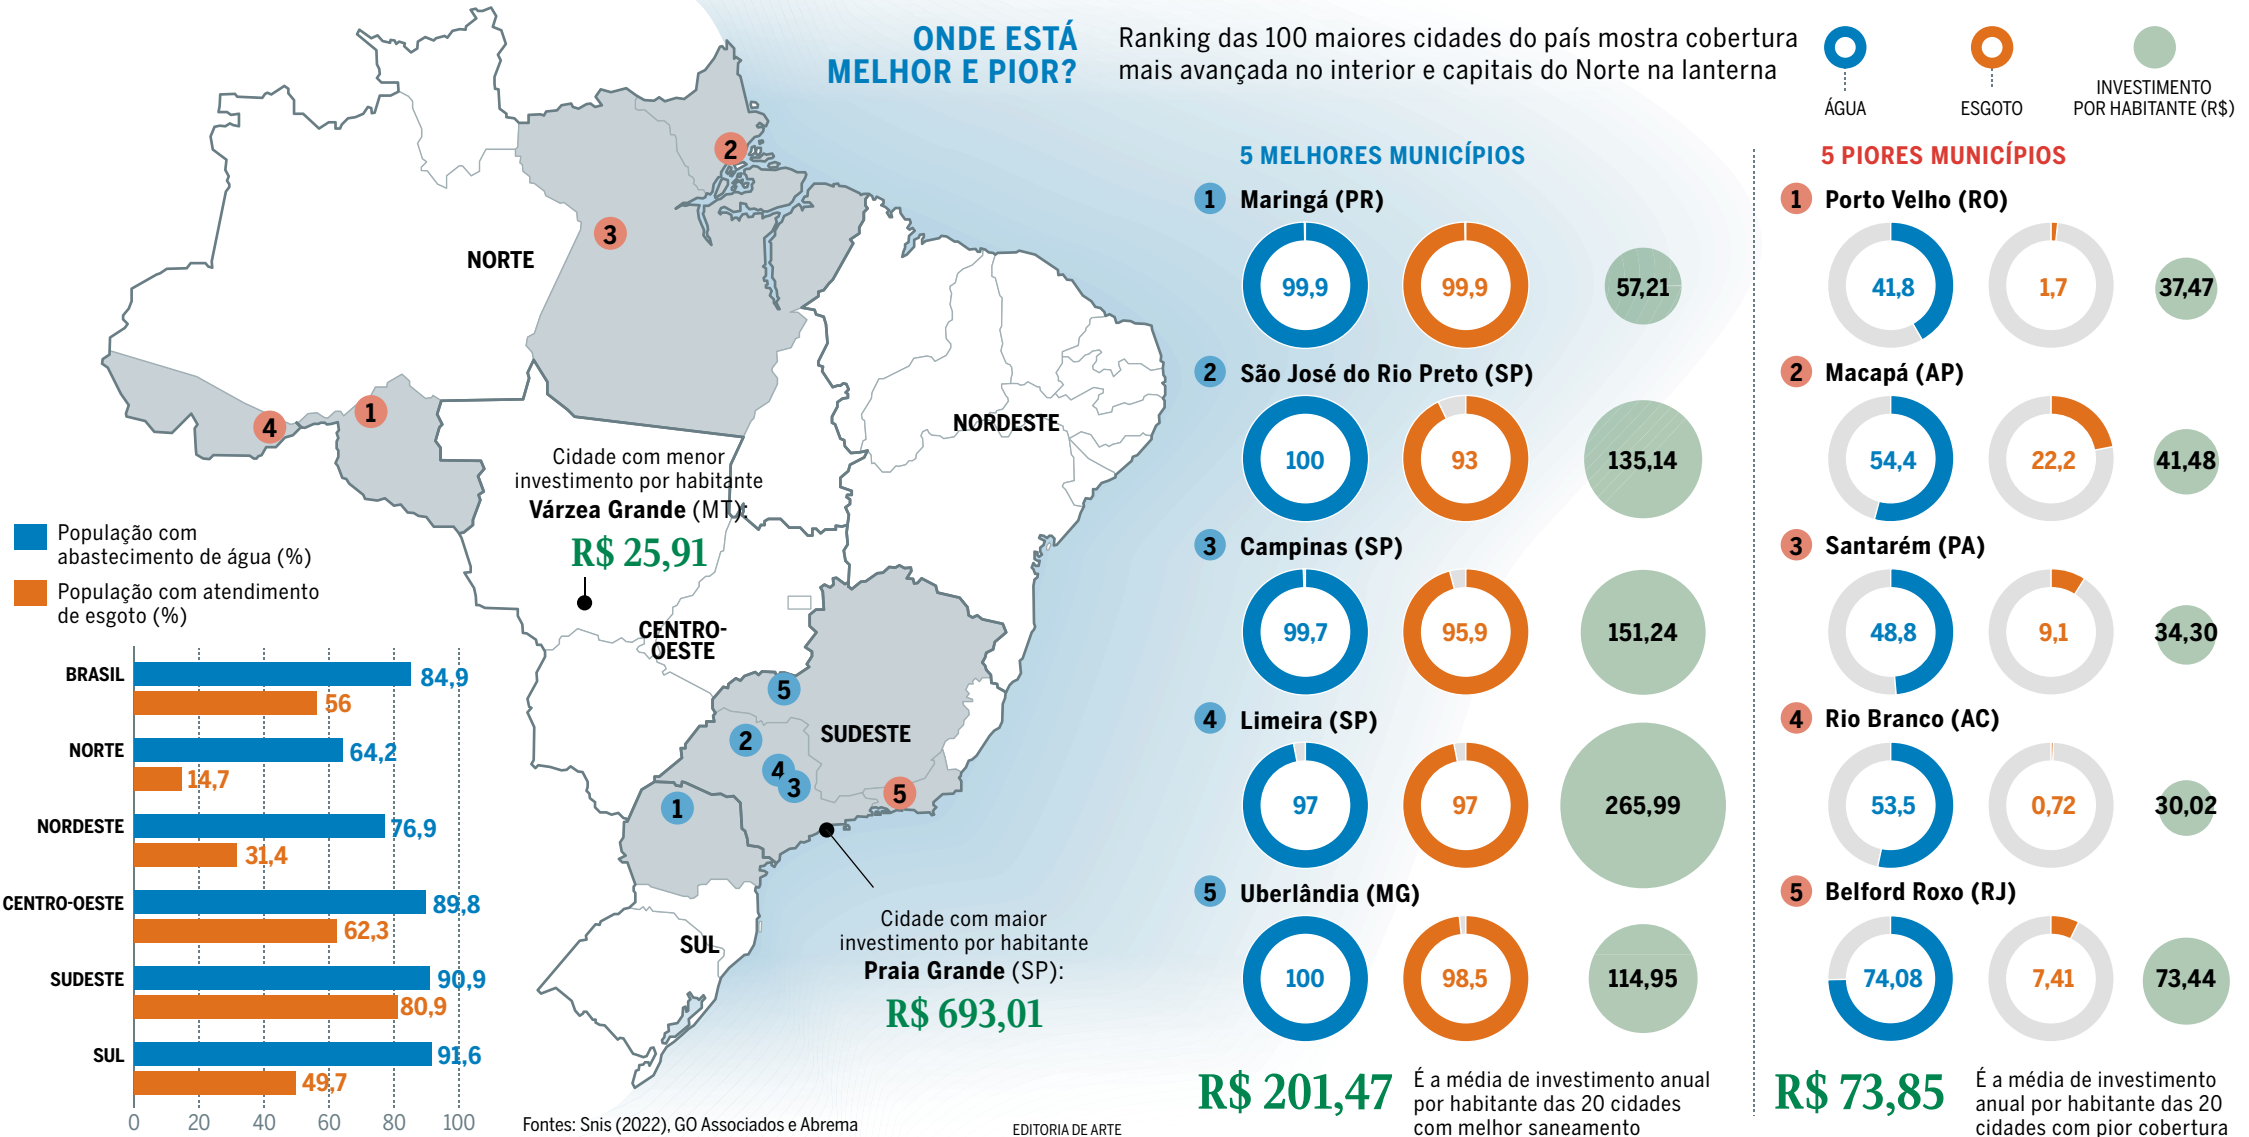 ONDE ESTÁ
MELHOR E PIOR?
Ranking das 100 maiores cidades do país mostra cobertura
mais avançada no interior e capitais do Norte na lanterna
ÁGUA
ESGOTO
INVESTIMENTO
POR HABITANTE (R$)
NORTE
NORDESTE
CENTRO-
OESTE
SUDESTE
SUL
2
3
1
4
5
2
4
3
1
5
Cidade com menor
investimento por habitante
Várzea Grande (MT):
R$ 25,91
Cidade com maior
investimento por habitante
Praia Grande (SP):
R$ 693,01
População com
abastecimento de água (%)
População com atendimento
de esgoto (%)
BRASIL 84,9
56
NORTE 64,2
14,7
NORDESTE 76,9
31,4
CENTRO-OESTE 89,8
62,3
SUDESTE 90,9
80,9
SUL 91,6
49,7
0 20 40 60 80 100
Fontes: Snis (2022), GO Associados e Abrema
EDITORIA DE ARTE
5 MELHORES MUNICÍPIOS
1 Maringá (PR)
99,9 99,9 57,21
2 São José do Rio Preto (SP)
100 93 135,14
3 Campinas (SP)
99,7 95,9 151,24
4 Limeira (SP)
97 97 265,99
5 Uberlândia (MG)
100 98,5 114,95
R$ 201,47
É a média de investimento anual
por habitante das 20 cidades
com melhor saneamento
5 PIORES MUNICÍPIOS
1 Porto Velho (RO)
41,8 1,7 37,47
2 Macapá (AP)
54,4 22,2 41,48
3 Santarém (PA)
48,8 9,1 34,30
4 Rio Branco (AC)
53,5 0,72 30,02
5 Belford Roxo (RJ)
74,08 7,41 73,44
R$ 73,85
É a média de investimento
anual por habitante das 20
cidades com pior cobertura